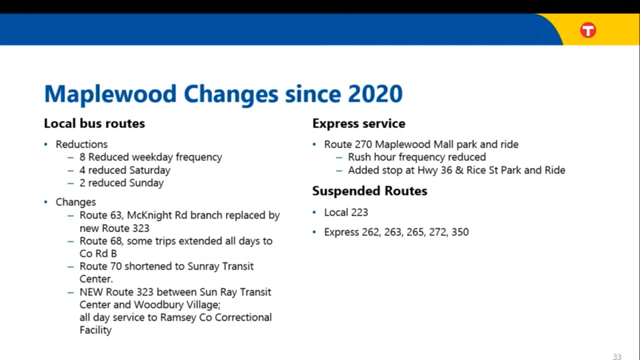 T
Maplewood Changes since 2020
Local bus routes
• Reductions
– 8 Reduced weekday frequency
– 4 reduced Saturday
– 2 reduced Sunday
• Changes
– Route 63, McKnight Rd branch replaced by
new Route 323
– Route 68, some trips extended all days to
Co Rd B
– Route 70 shortened to Sunray Transit
Center.
– NEW Route 323 between Sun Ray Transit
Center and Woodbury Village;
all day service to Ramsey Co Correctional
Facility
Express service
• Route 270 Maplewood Mall park and ride
– Rush hour frequency reduced
– Added stop at Hwy 36 & Rice St Park and Ride
Suspended Routes
• Local 223
• Express 262, 263, 265, 272, 350
33